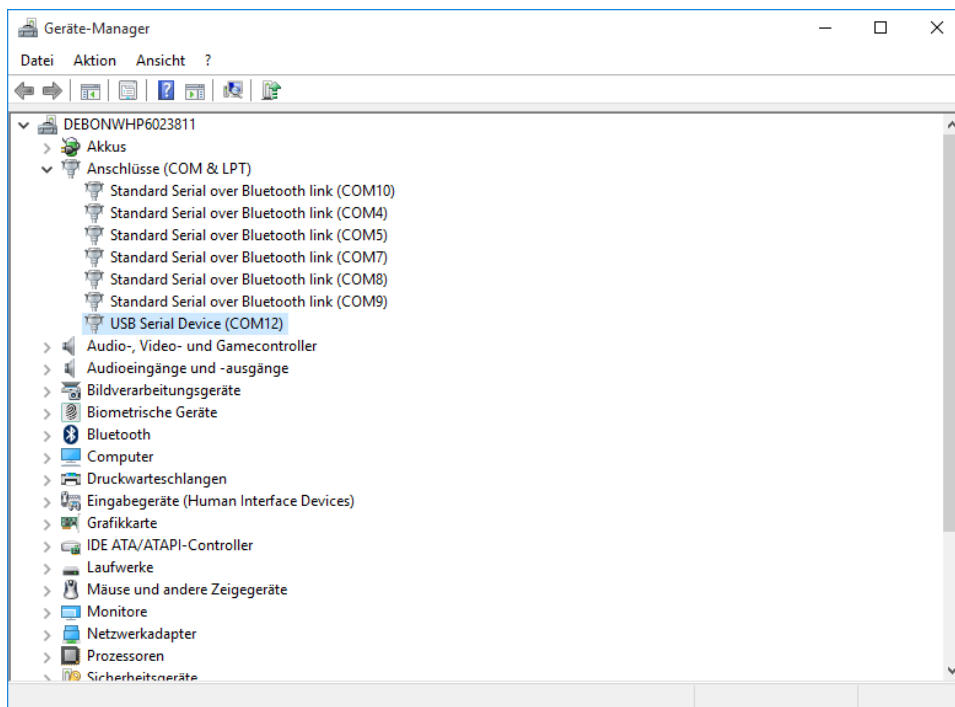 Geräte-Manager
Datei Aktion Ansicht ?
DEBONWHP6023811
Akkus
Anschlüsse (COM & LPT)
Standard Serial over Bluetooth link (COM10)
Standard Serial over Bluetooth link (COM4)
Standard Serial over Bluetooth link (COM5)
Standard Serial over Bluetooth link (COM7)
Standard Serial over Bluetooth link (COM8)
Standard Serial over Bluetooth link (COM9)
USB Serial Device (COM12)
Audio-, Video- und Gamecontroller
Audioeingänge und -ausgänge
Bildverarbeitungsgeräte
Biometrische Geräte
Bluetooth
Computer
Druckwarteschlangen
Eingabegeräte (Human Interface Devices)
Grafikkarte
IDE ATA/ATAPI-Controller
Laufwerke
Mäuse und andere Zeigegeräte
Monitore
Netzwerkadapter
Prozessoren
Sicherheitsgeräte